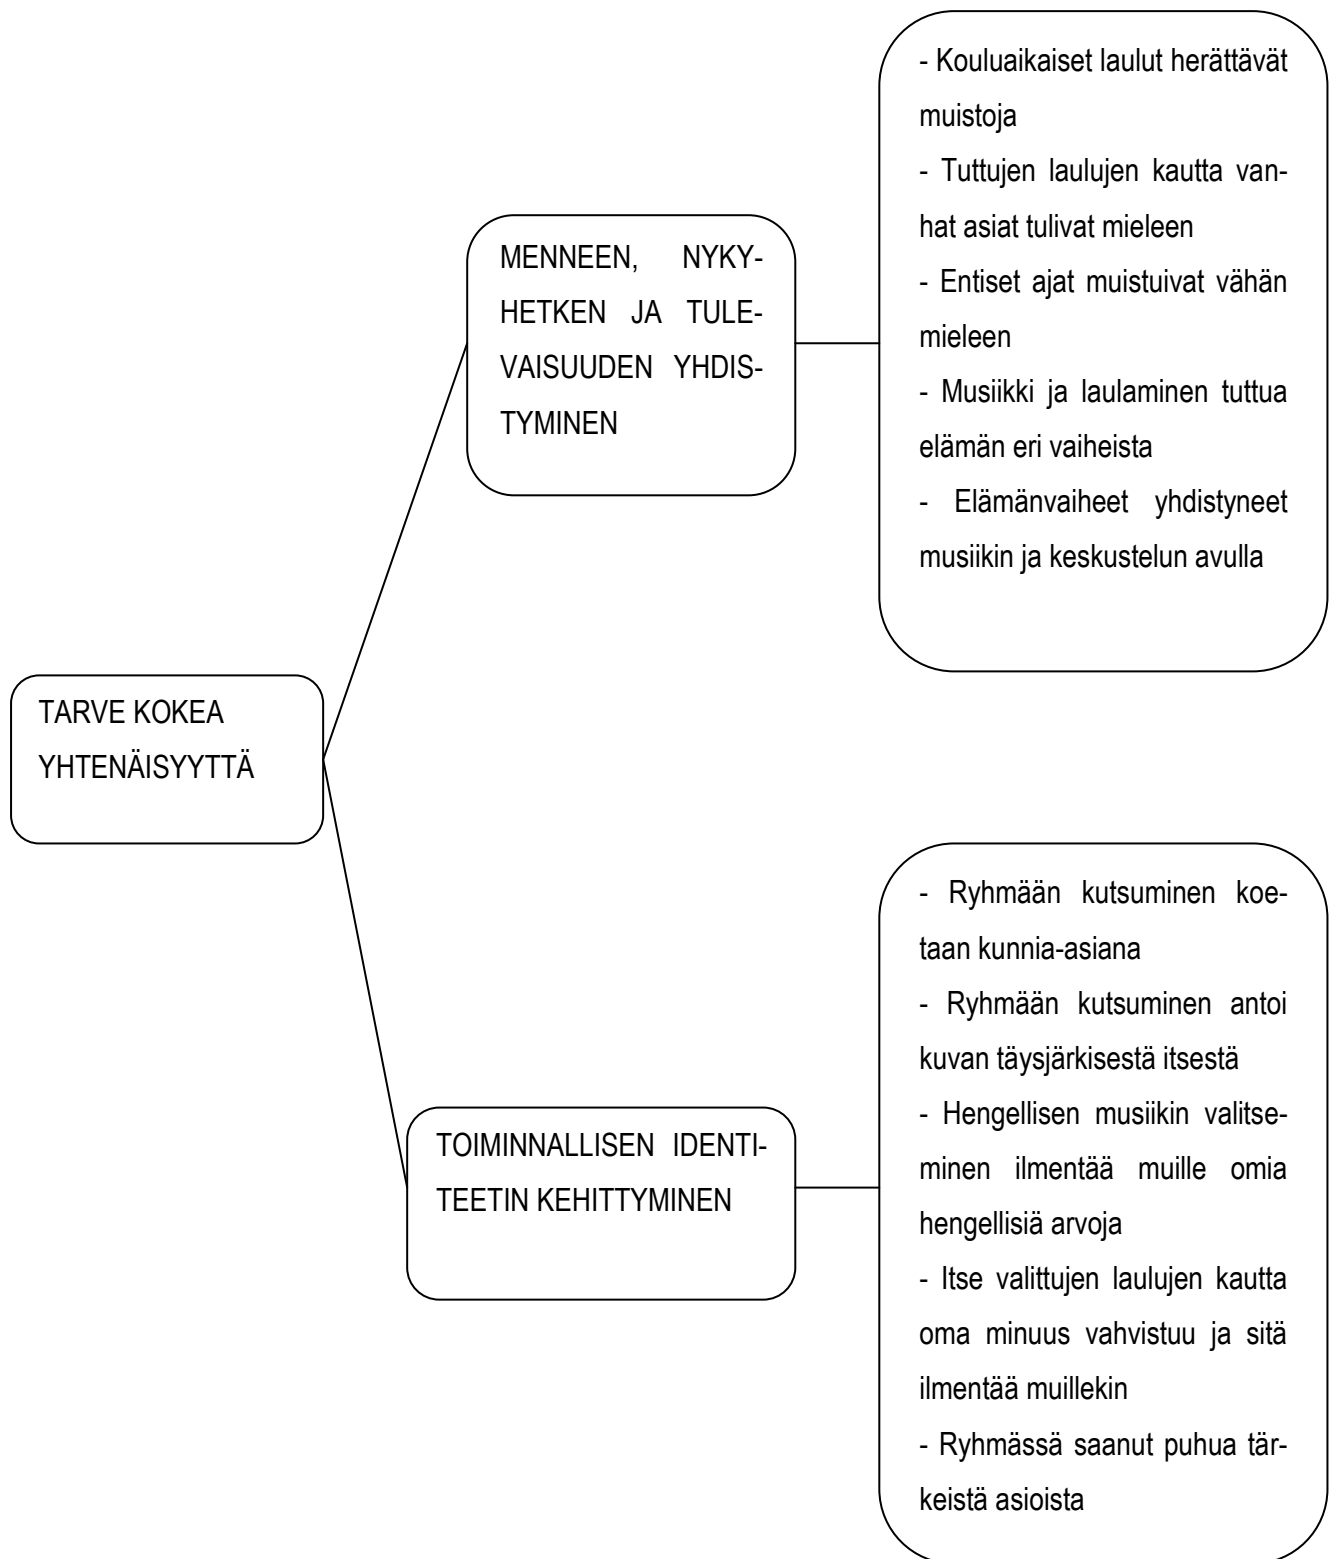 TARVE KOKEA
YHTENÄISYYTTÄ
MENNEEN, NYKY-
HETKEN JA TULE-
VAISUUDEN YHDIS-
TYMINEN
- Kouluaikaiset laulut herättävät
muistoja
- Tuttujen laulujen kautta van-
hat asiat tulivat mieleen
- Entiset ajat muistuivat vähän
mieleen
- Musiikki ja laulaminen tuttua
elämän eri vaiheista
- Elämänvaiheet yhdistyneet
musiikin ja keskustelun avulla
TOIMINNALLISEN IDENTI-
TEETIN KEHITTYMINEN
- Ryhmään kutsuminen koe-
taan kunnia-asiana
- Ryhmään kutsuminen antoi
kuvan täysjärkisestä itsestä
- Hengellisen musiikin valitse-
minen ilmentää muille omia
hengellisiä arvoja
- Itse valittujen laulujen kautta
oma minuus vahvistuu ja sitä
ilmentää muillekin
- Ryhmässä saanut puhua tär-
keistä asioista